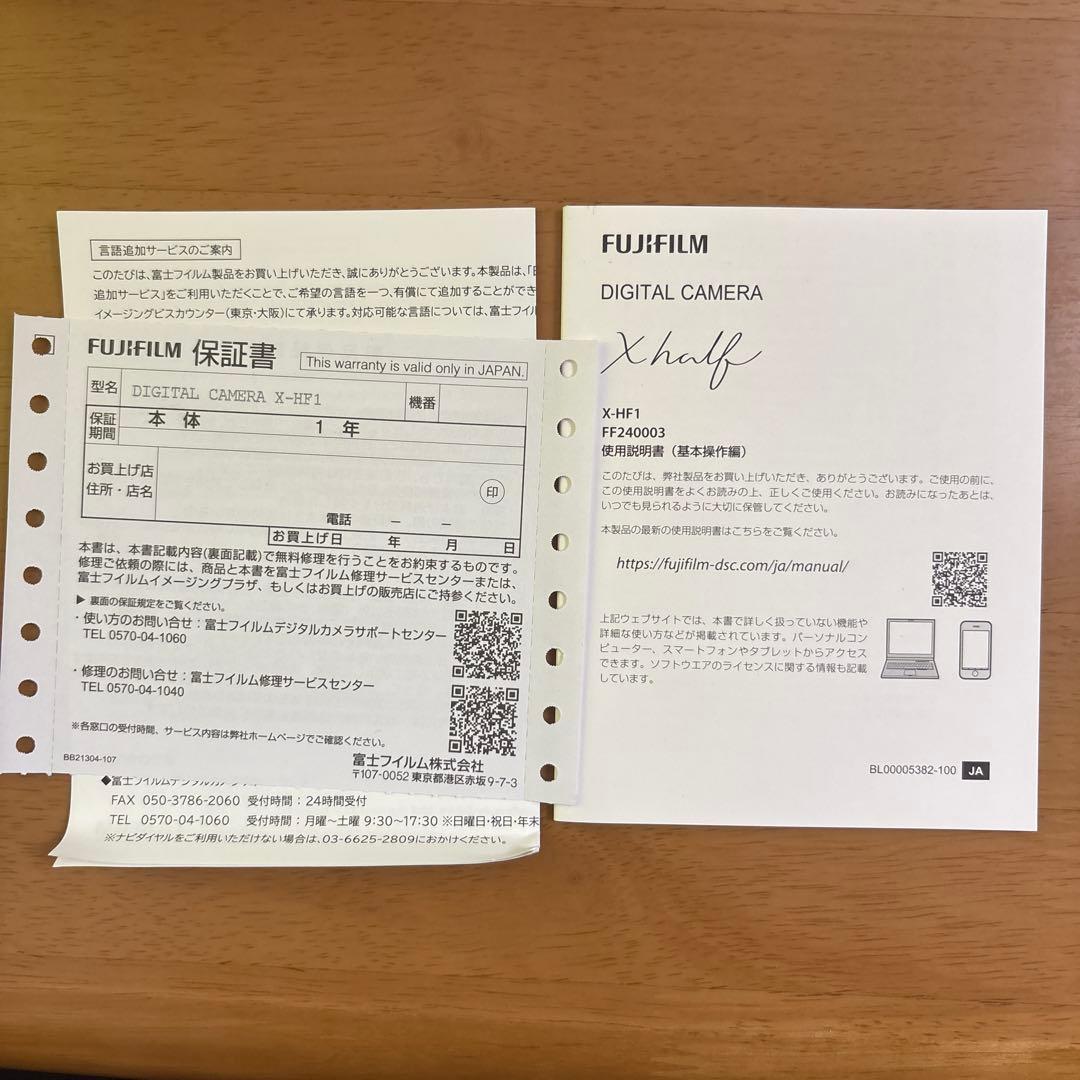 言語追加サービスのご案内
このたびは、富士フイルム製品をお買い上げいただき、誠にありがとうございます。本製品は、「
追加サービス」をご利用いただくことで、ご希望の言語を一つ、有償にて追加することができ
イメージングビスカウンター(東京・大阪)にて承ります。対応可能な言語については、富士フイル
FUJIFILM 保証書
This warranty is valid only in JAPAN.
型名 DIGITAL CAMERA X-HF1 機番
保証期間 本体 1年
お買上げ店
住所・店名
印
電話 ー ー
お買上げ日 年 月 日
本書は、本書記載内容(裏面記載)で無料修理を行うことをお約束するものです。
修理ご依頼の際には、商品と本書を富士フイルム修理サービスセンターまたは、
富士フイルムイメージングプラザ、もしくはお買上げの販売店にご持参ください。
▶ 裏面の保証規定をご覧ください。
・使い方のお問い合せ：富士フイルムデジタルカメラサポートセンター
TEL 0570-04-1060
・修理のお問い合せ：富士フイルム修理サービスセンター
TEL 0570-04-1040
※各窓口の受付時間、サービス内容は弊社ホームページでご確認ください。
BB21304-107
富士フイルム株式会社
〒107-0052 東京都港区赤坂9-7-3
◆富士フイルムデジタルカメラ
FAX 050-3786-2060 受付時間：24時間受付
TEL 0570-04-1060 受付時間：月曜〜土曜 9:30〜17:30 ※日曜日・祝日・年末
※ナビダイヤルをご利用いただけない場合は、03-6625-2809におかけください。
FUJIFILM
DIGITAL CAMERA
X half
X-HF1
FF240003
使用説明書（基本操作編）
このたびは、弊社製品をお買い上げいただき、ありがとうございます。ご使用の前に、
この使用説明書をよくお読みの上、正しくご使用ください。お読みになったあとは、
いつでも見られるように大切に保管してください。
本製品の最新の使用説明書はこちらをご覧ください。
https://fujifilm-dsc.com/ja/manual/
上記ウェブサイトでは、本書で詳しく扱っていない機能や
詳細な使い方などが掲載されています。パーソナルコン
ピューター、スマートフォンやタブレットからアクセス
できます。ソフトウエアのライセンスに関する情報も記載
しています。
BL00005382-100 JA